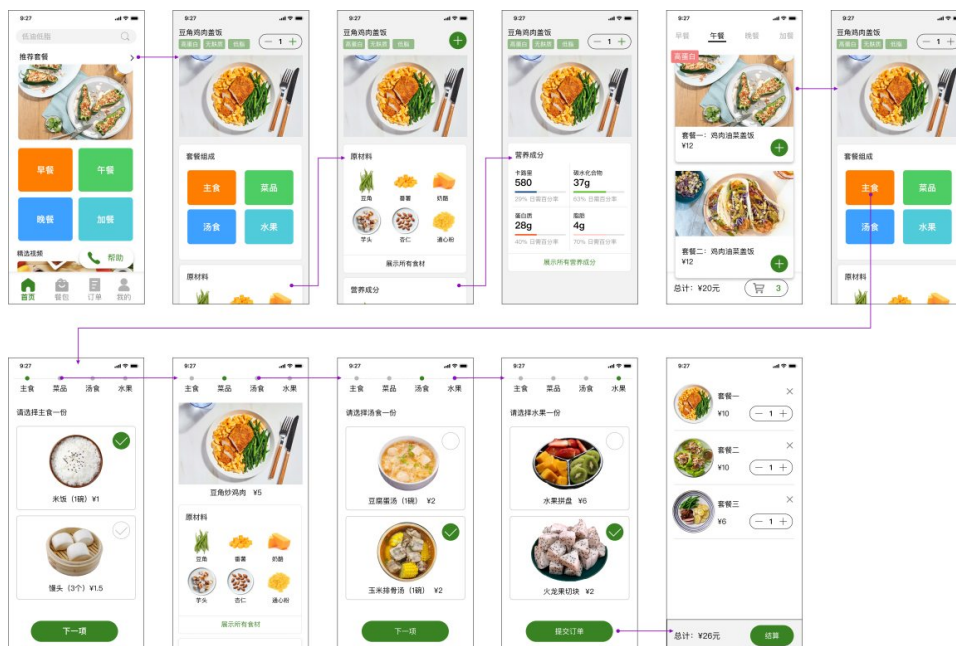 9:27
低油低脂
推荐套餐
早餐
午餐
晚餐
加餐
精选视频
帮助
首页
餐包
订单
我的
9:27
豆角鸡肉盖饭
高蛋白 无麸质 低脂
1
套餐组成
主食
菜品
汤食
水果
原材料
9:27
豆角鸡肉盖饭
高蛋白 无麸质 低脂
原材料
豆角 番薯 奶酪
芋头 杏仁 通心粉
展示所有食材
营养成分
9:27
豆角鸡肉盖饭
高蛋白 无麸质 低脂
1
营养成分
卡路里 碳水化合物
580 37g
29% 日需百分率 63% 日需百分率
蛋白质 脂肪
28g 4g
40% 日需百分率 70% 日需百分率
展示所有营养成分
9:27
早餐 午餐 晚餐 加餐
高蛋白
套餐一：鸡肉油菜盖饭
¥12
套餐二：鸡肉油菜盖饭
¥12
总计：¥20元
3
9:27
豆角鸡肉盖饭
高蛋白 无麸质 低脂
1
套餐组成
主食
菜品
汤食
水果
原材料
9:27
主食 菜品 汤食 水果
请选择主食一份
米饭（1碗）¥1
馒头（3个）¥1.5
下一项
9:27
主食 菜品 汤食 水果
豆角炒鸡肉 ¥5
原材料
豆角 番薯 奶酪
芋头 杏仁 通心粉
展示所有食材
9:27
主食 菜品 汤食 水果
请选择汤食一份
豆腐蛋汤（1碗） ¥2
玉米排骨汤（1碗） ¥2
下一项
9:27
主食 菜品 汤食 水果
请选择水果一份
水果拼盘 ¥6
火龙果切块 ¥2
提交订单
9:27
套餐一
¥10
1
套餐二
¥10
1
套餐三
¥6
1
总计：¥26元
结算